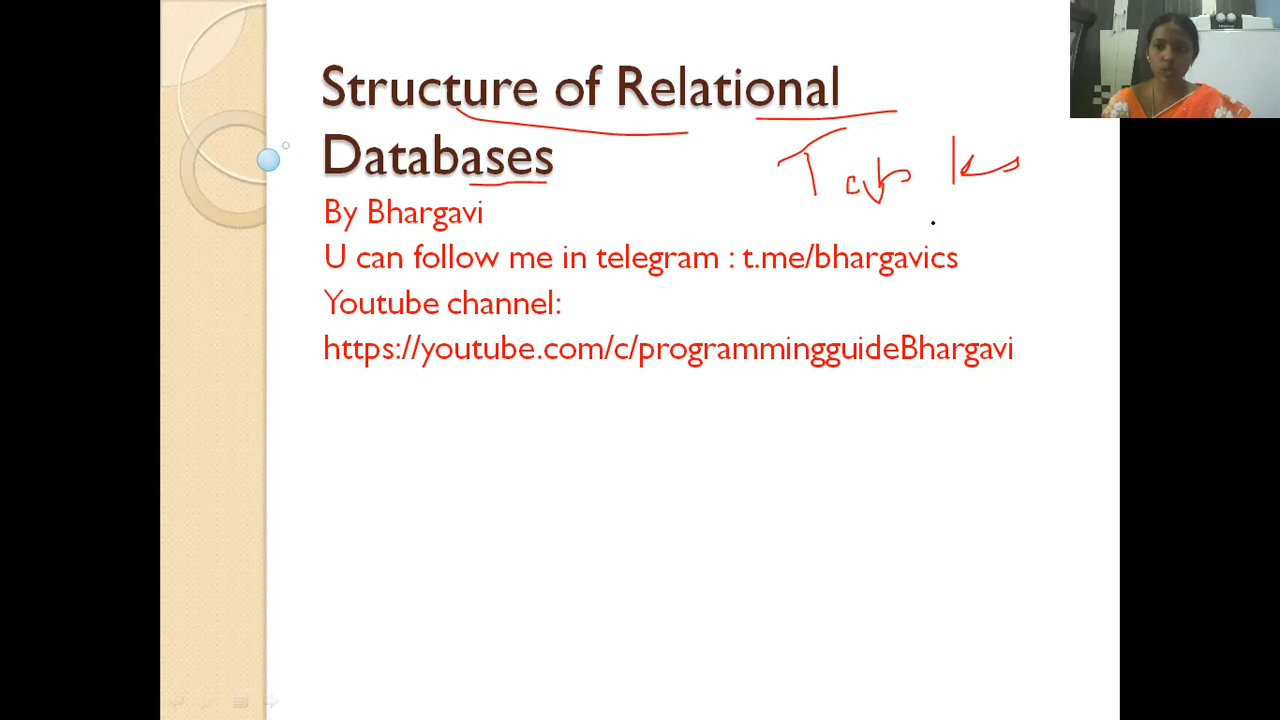 Structure of Relational
Databases
Tables
By Bhargavi
U can follow me in telegram : t.me/bhargavics
Youtube channel:
https://youtube.com/c/programmingguideBhargavi